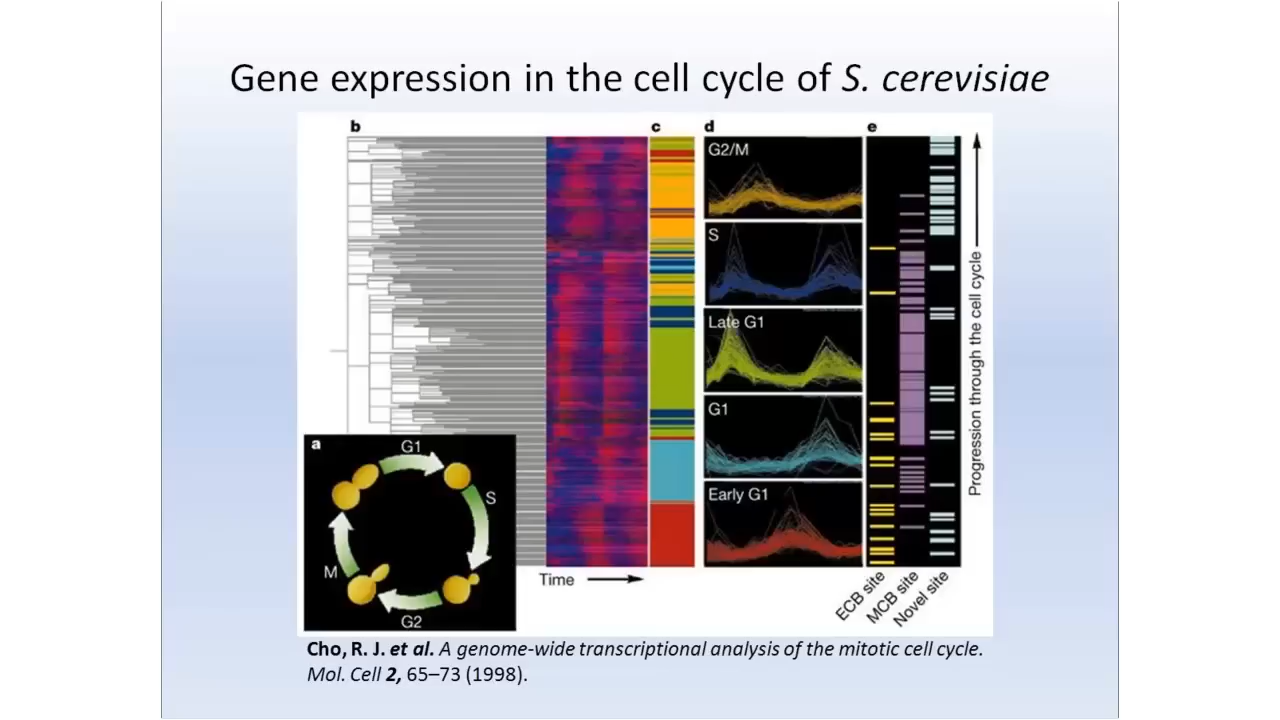 Gene expression in the cell cycle of S. cerevisiae
b
c
d
e
G2/M
S
Late G1
G1
Early G1
Progression through the cell cycle
a
G1
S
G2
M
Time
ECB site
MCB site
Novel site
Cho, R. J. et al. A genome-wide transcriptional analysis of the mitotic cell cycle.
Mol. Cell 2, 65–73 (1998).